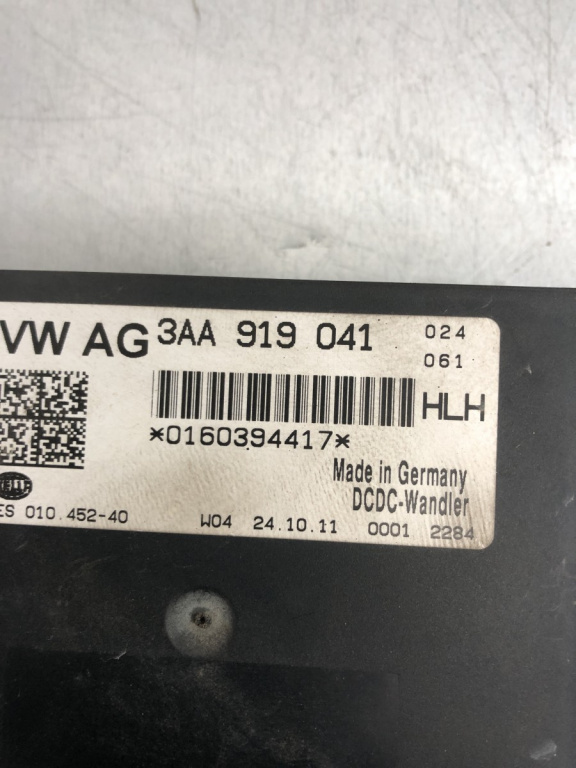 VW AG 3AA 919 041 024
061
HLH
*0160394417*
Made in Germany
DCDC-Wandler
HELLA
ES 010.452-40 W04 24.10.11 0001 2284